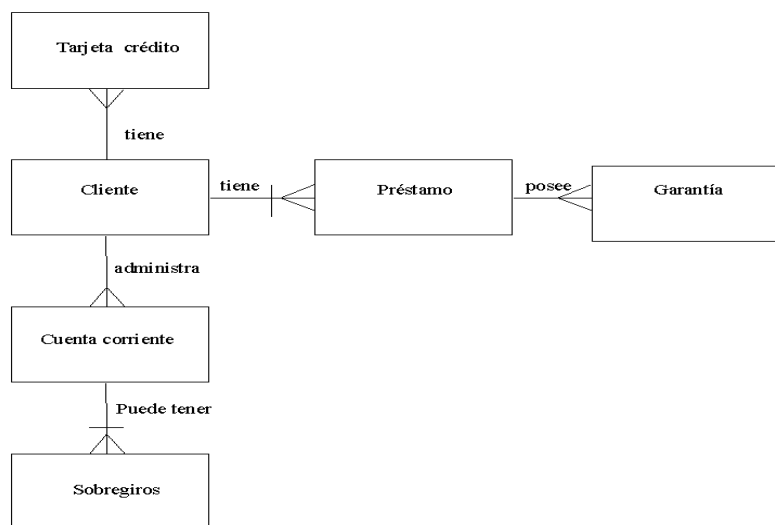 Tarjeta crédito
tiene
Cliente
tiene
Préstamo
posee
Garantía
administra
Cuenta corriente
Puede tener
Sobregiros